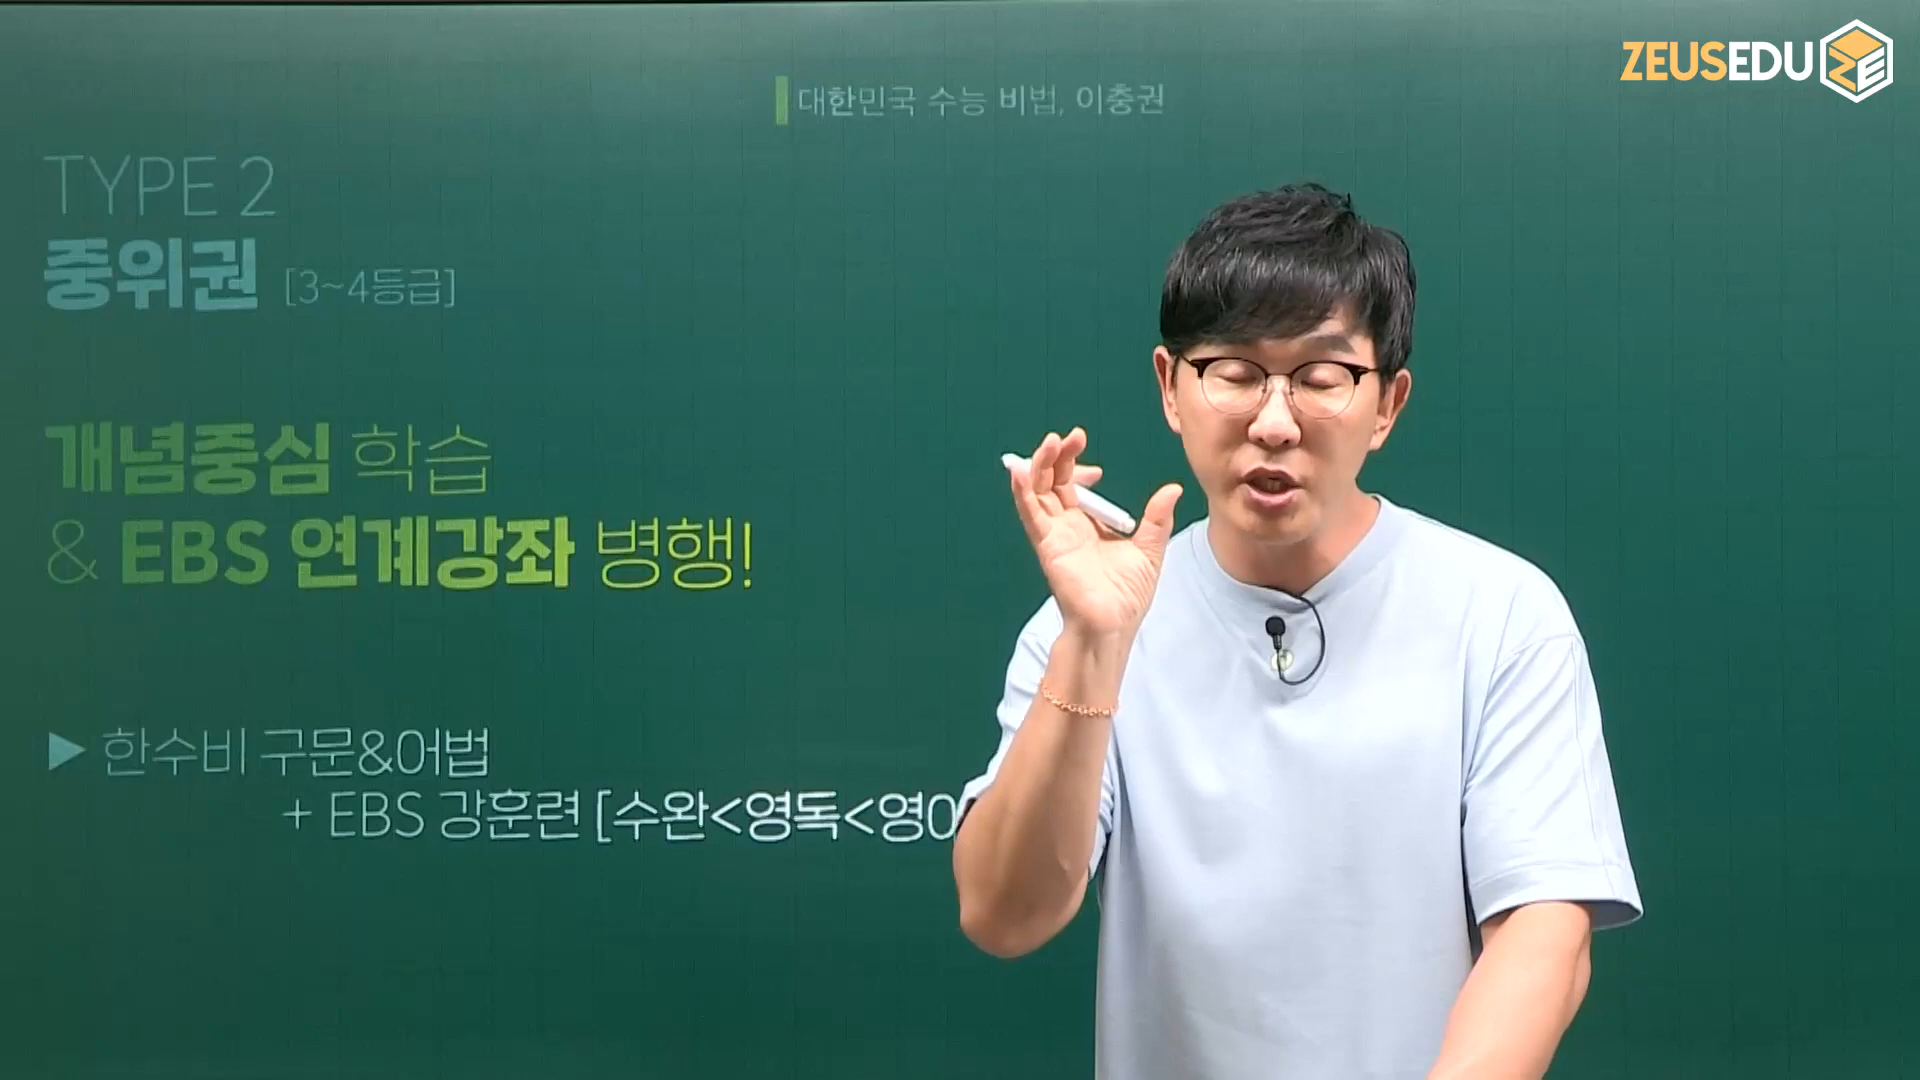 ZEUSEDU
대한민국 수능 비법, 이충권
TYPE 2
중위권 [3~4등급]
개념중심 학습
& EBS 연계강좌 병행!
▶ 한수비 구문&어법
+ EBS 강훈련 [수완<영독<영어